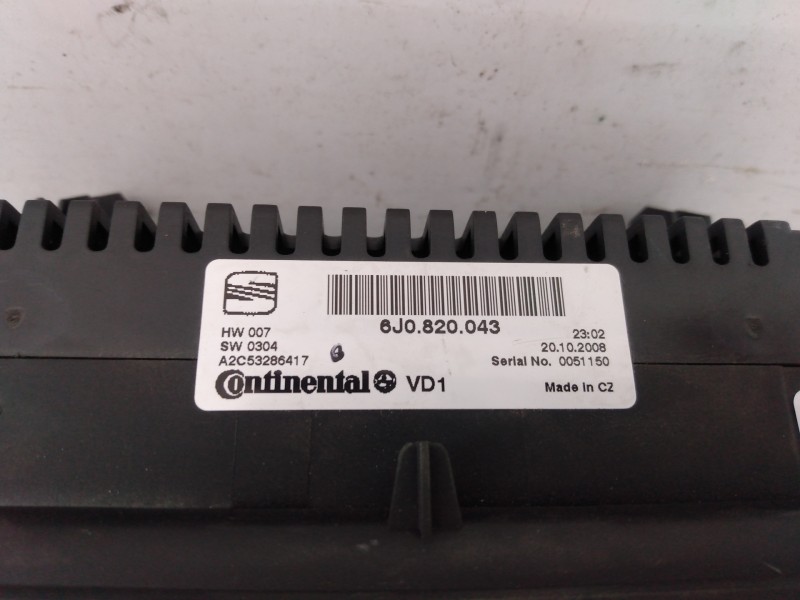 6J0.820.043
HW 007
23:02
SW 0304
20.10.2008
A2C53286417
Serial No. 0051150
Continental VD1
Made in C2